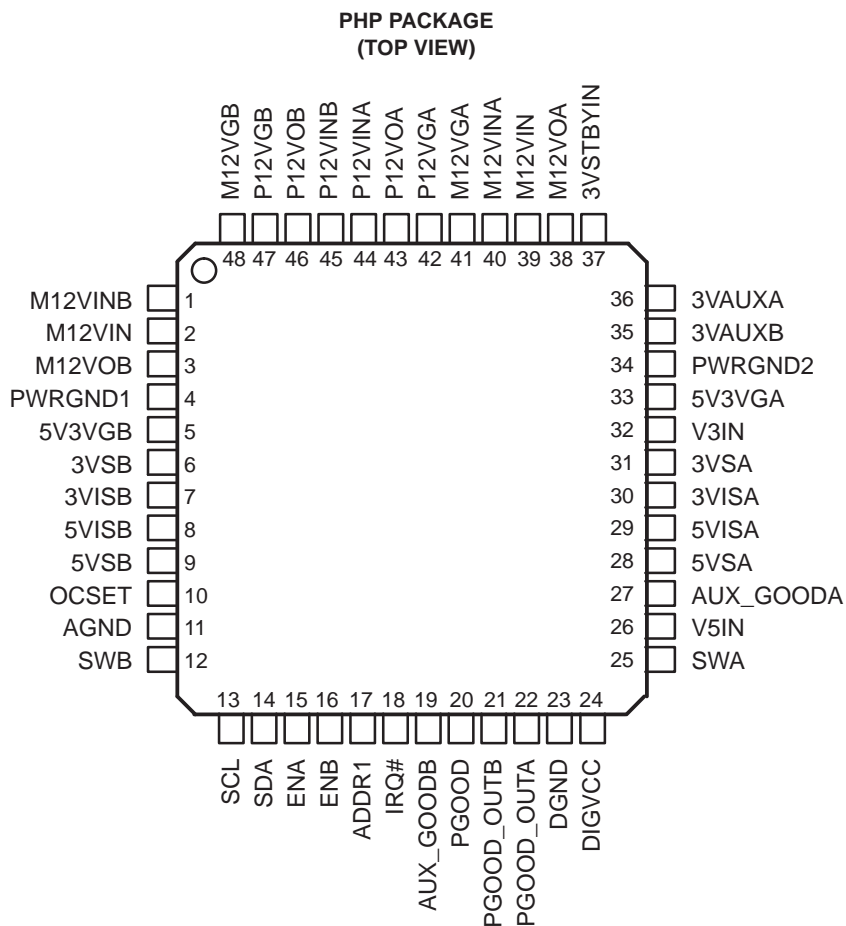 PHP PACKAGE
(TOP VIEW)
M12VGB
P12VGB
P12VOB
P12VINB
P12VINA
P12VOA
P12VGA
M12VGA
M12VINA
M12VIN
M12VOA
3VSTBYIN
48 47 46 45 44 43 42 41 40 39 38 37
M12VINB 1
M12VIN 2
M12VOB 3
PWRGND1 4
5V3VGB 5
3VSB 6
3VISB 7
5VISB 8
5VSB 9
OCSET 10
AGND 11
SWB 12
36 3VAUXA
35 3VAUXB
34 PWRGND2
33 5V3VGA
32 V3IN
31 3VSA
30 3VISA
29 5VISA
28 5VSA
27 AUX_GOODA
26 V5IN
25 SWA
13 14 15 16 17 18 19 20 21 22 23 24
SCL
SDA
ENA
ENB
ADDR1
IRQ#
AUX_GOODB
PGOOD
PGOOD_OUTB
PGOOD_OUTA
DGND
DIGVCC